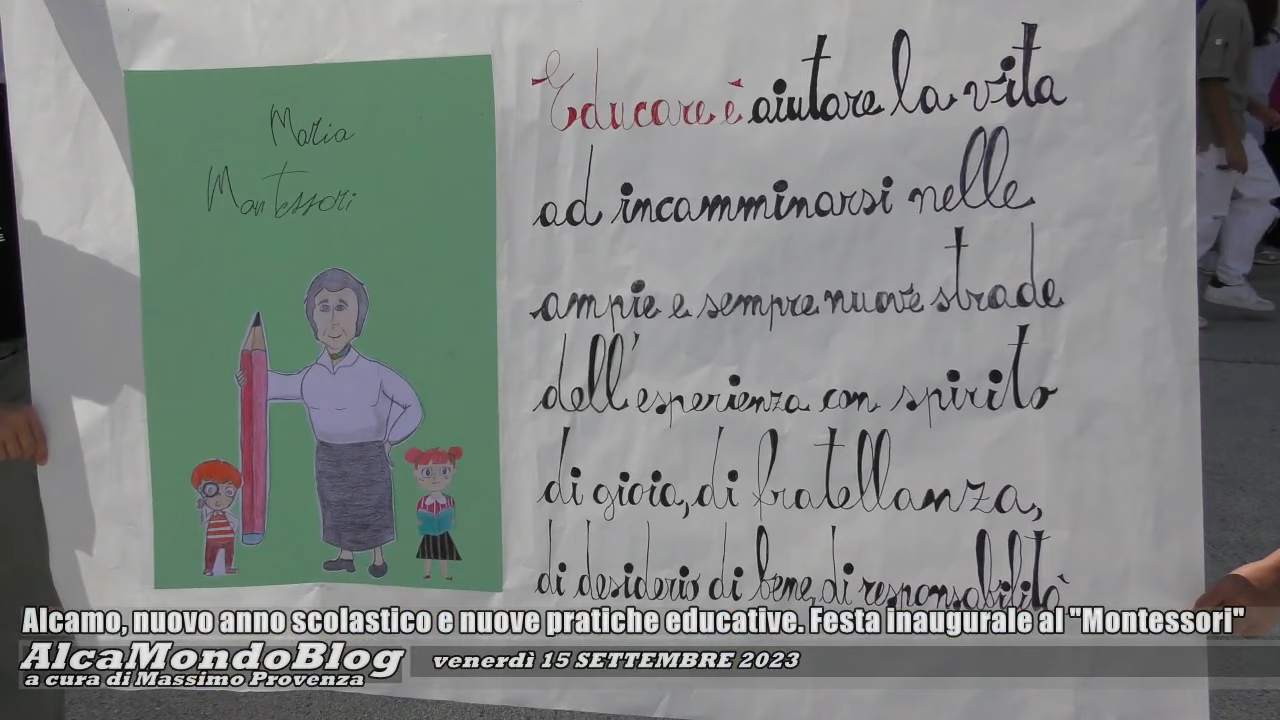 Maria
Montessori
Educare è aiutare la vita
ad incamminarsi nelle
ampie e sempre nuove strade
dell'esperienza con spirito
di gioia, di fratellanza,
di desiderio di bene, di responsabilità
Alcamo, nuovo anno scolastico e nuove pratiche educative. Festa inaugurale al "Montessori"
AlcaMondoBlog
venerdì 15 SETTEMBRE 2023
a cura di Massimo Provenza